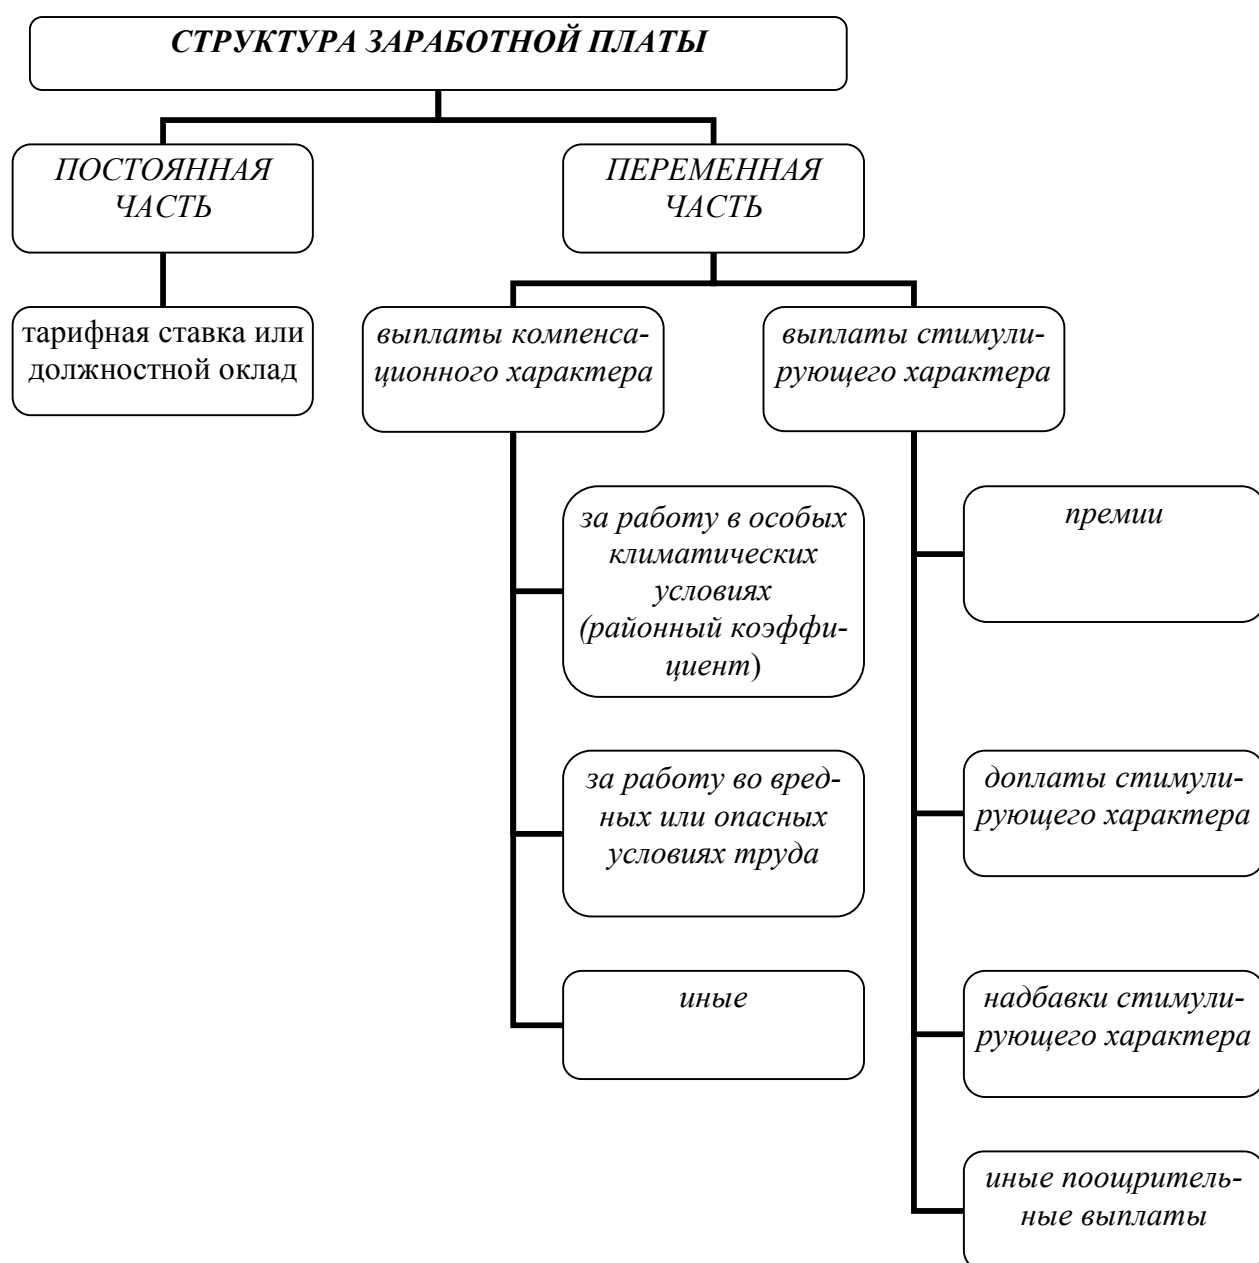 СТРУКТУРА ЗАРАБОТНОЙ ПЛАТЫ
ПОСТОЯННАЯ
ЧАСТЬ
ПЕРЕМЕННАЯ
ЧАСТЬ
тарифная ставка или
должностной оклад
выплаты компенса-
ционного характера
выплаты стимули-
рующего характера
за работу в особых
климатических
условиях
(районный коэффи-
циент)
за работу во вред-
ных или опасных
условиях труда
иные
премии
доплаты стимули-
рующего характера
надбавки стимули-
рующего характера
иные поощритель-
ные выплаты